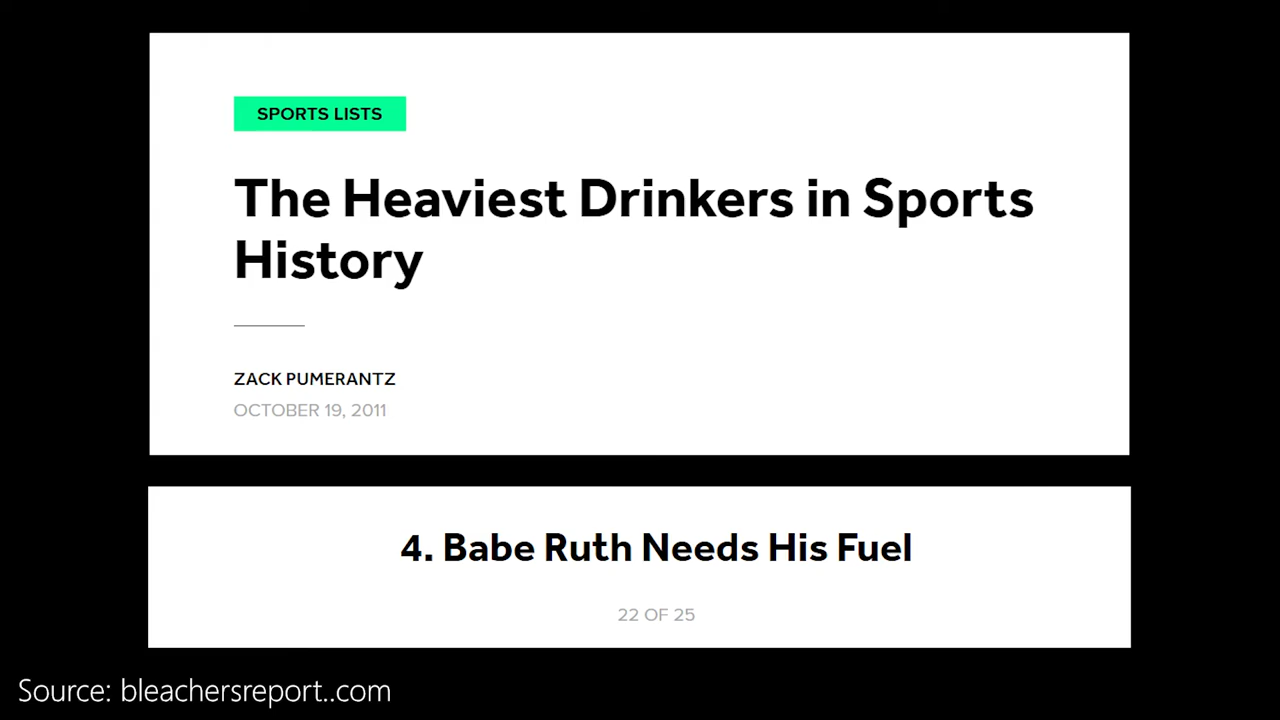 SPORTS LISTS
The Heaviest Drinkers in Sports
History
ZACK PUMERANTZ
OCTOBER 19, 2011
4. Babe Ruth Needs His Fuel
22 OF 25
Source: bleachersreport..com